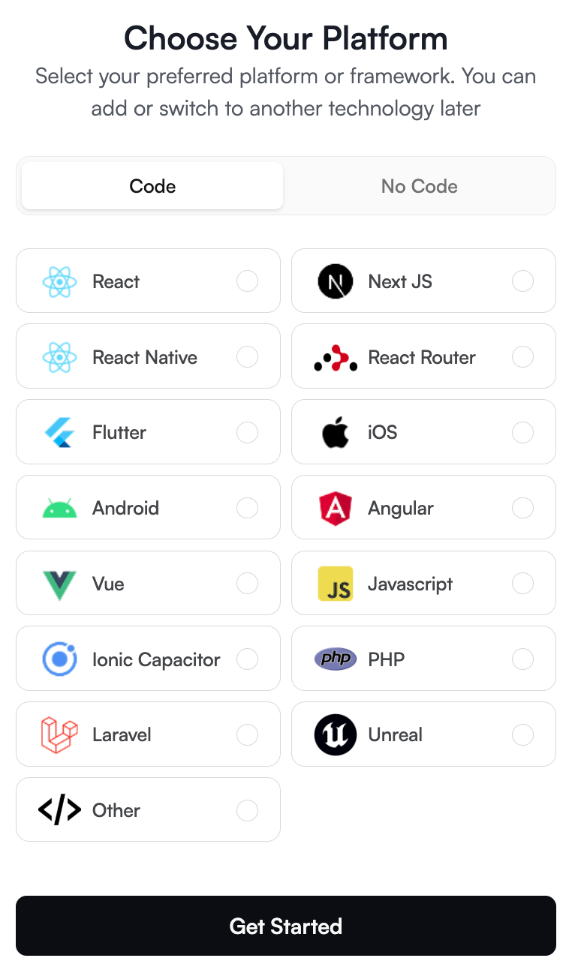 Choose Your Platform
Select your preferred platform or framework. You can
add or switch to another technology later
Code
No Code
React
Next JS
React Native
React Router
Flutter
iOS
Android
Angular
Vue
JS
Javascript
Ionic Capacitor
php
PHP
Laravel
Unreal
</>
Other
Get Started